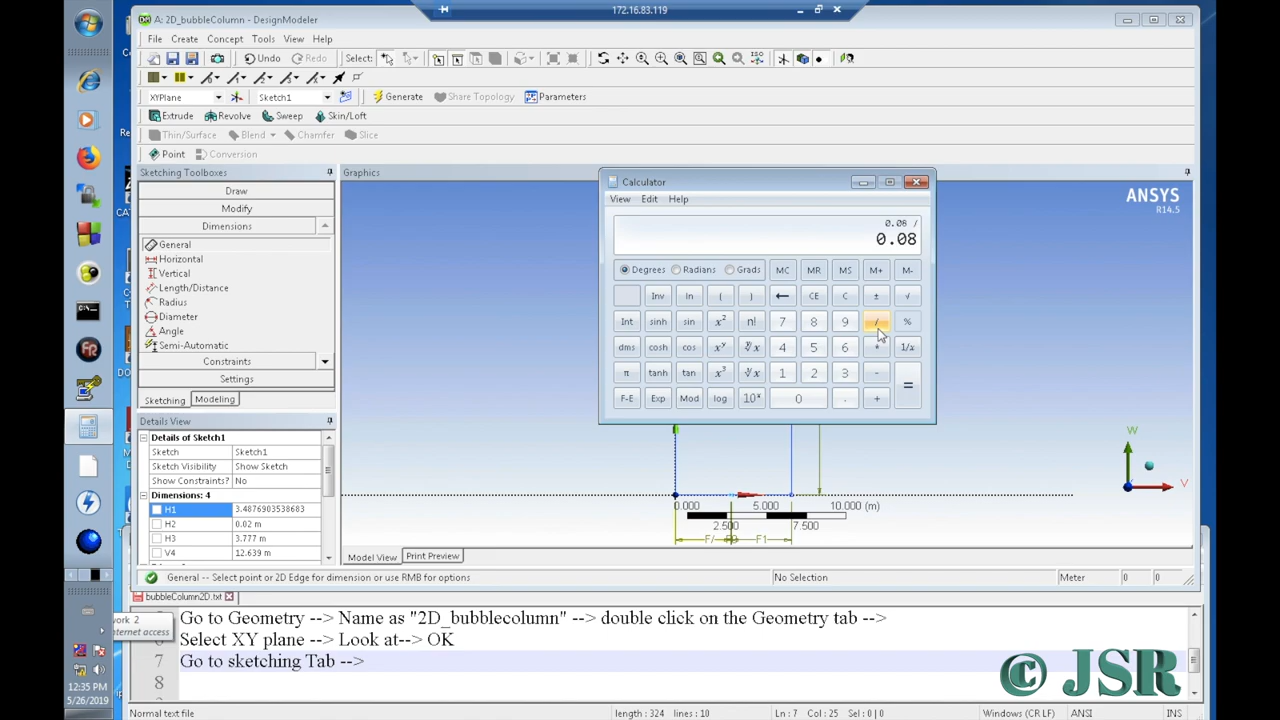 172.16.83.119
A: 2D_bubbleColumn - DesignModeler
File Create Concept Tools View Help
Undo Redo Select:
XYPlane Sketch1 Generate Share Topology Parameters
Extrude Revolve Sweep Skin/Loft
Thin/Surface Blend Chamfer Slice
Point Conversion
Sketching Toolboxes
Graphics
Draw
Modify
Dimensions
General
Horizontal
Vertical
Length/Distance
Radius
Diameter
Angle
Semi-Automatic
Constraints
Settings
Sketching Modeling
Details View
Details of Sketch1
Sketch Sketch1
Sketch Visibility Show Sketch
Show Constraints? No
Dimensions: 4
H1 3.4876903538683
H2 0.02 m
H3 3.777 m
V4 12.639 m
ANSYS
R14.5
Calculator
View Edit Help
0.08 /
0.08
Degrees Radians Grads MC MR MS M+ M-
Inv ln ( ) ← CE C ± √
Int sinh sin x² n! 7 8 9 / %
dms cosh cos xʸ ʸ√x 4 5 6 * 1/x
π tanh tan x³ ³√x 1 2 3 - =
F-E Exp Mod log 10ˣ 0 . +
W
V
0.000 5.000 10.000 (m)
2.500 7.500
F1
Model View Print Preview
General -- Select point or 2D Edge for dimension or use RMB for options No Selection Meter 0 0
bubbleColumn2D.txt
Go to Geometry --> Name as "2D_bubblecolumn" --> double click on the Geometry tab -->
Select XY plane --> Look at--> OK
7 Go to sketching Tab -->
8
work 2
nternet access
12:35 PM
5/26/2019
Normal text file length : 324 lines : 10 Ln : 7 Col : 25 Sel : 0 | 0 Windows (CR LF) ANSI INS
© JSR